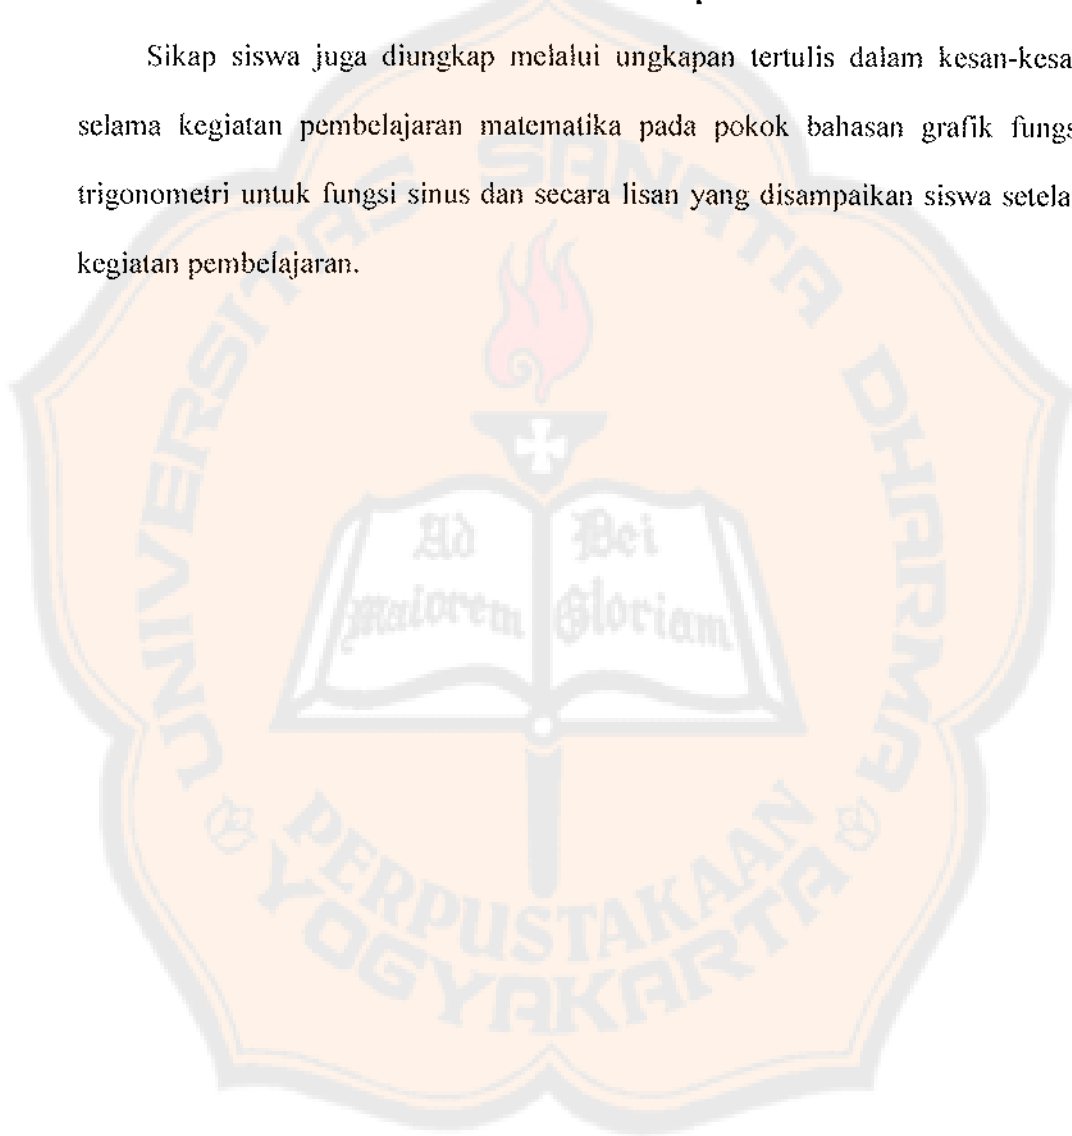 Sikap siswa juga diungkap melalui ungkapan tertulis dalam kesan-kesa
selama kegiatan pembelajaran matematika pada pokok bahasan grafik fungs
trigonometri untuk fungsi sinus dan secara lisan yang disampaikan siswa setela
kegiatan pembelajaran.
UNIVERSITAS SANATA DHARMA
Ad Dei
Maiorem Gloriam
PERPUSTAKAAN
YOGYAKARTA